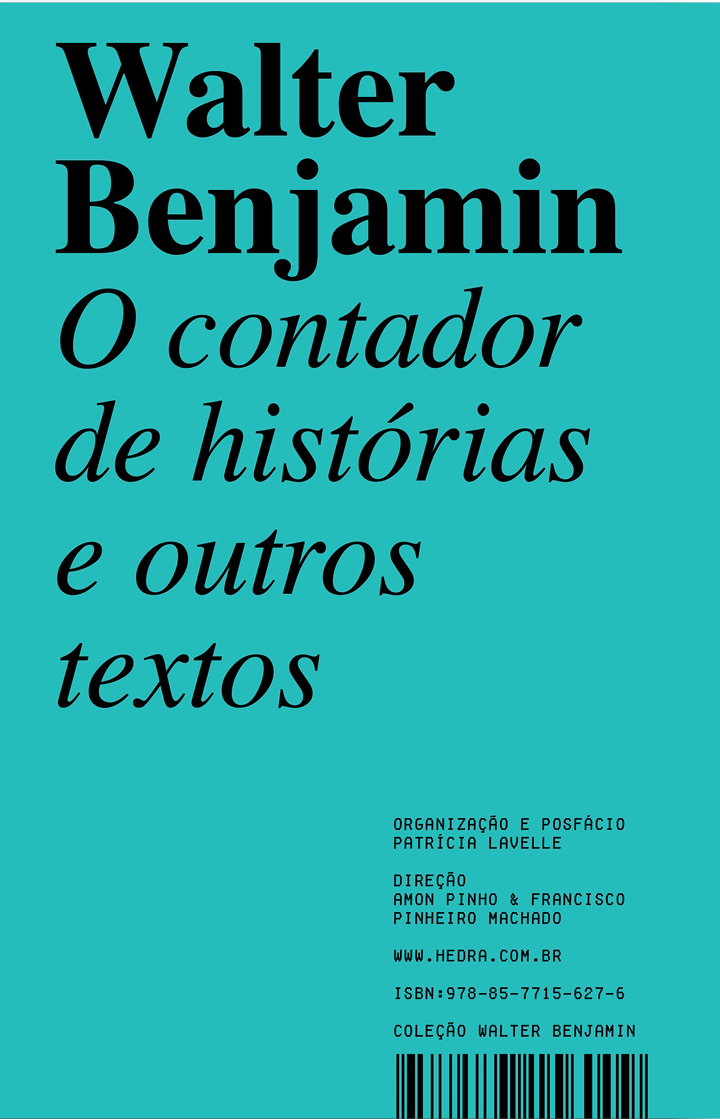 Walter
Benjamin
O contador
de histórias
e outros
textos
ORGANIZAÇÃO E POSFÁCIO
PATRÍCIA LAVELLE
DIREÇÃO
AMON PINHO & FRANCISCO
PINHEIRO MACHADO
WWW.HEDRA.COM.BR
ISBN:978-85-7715-627-6
COLEÇÃO WALTER BENJAMIN